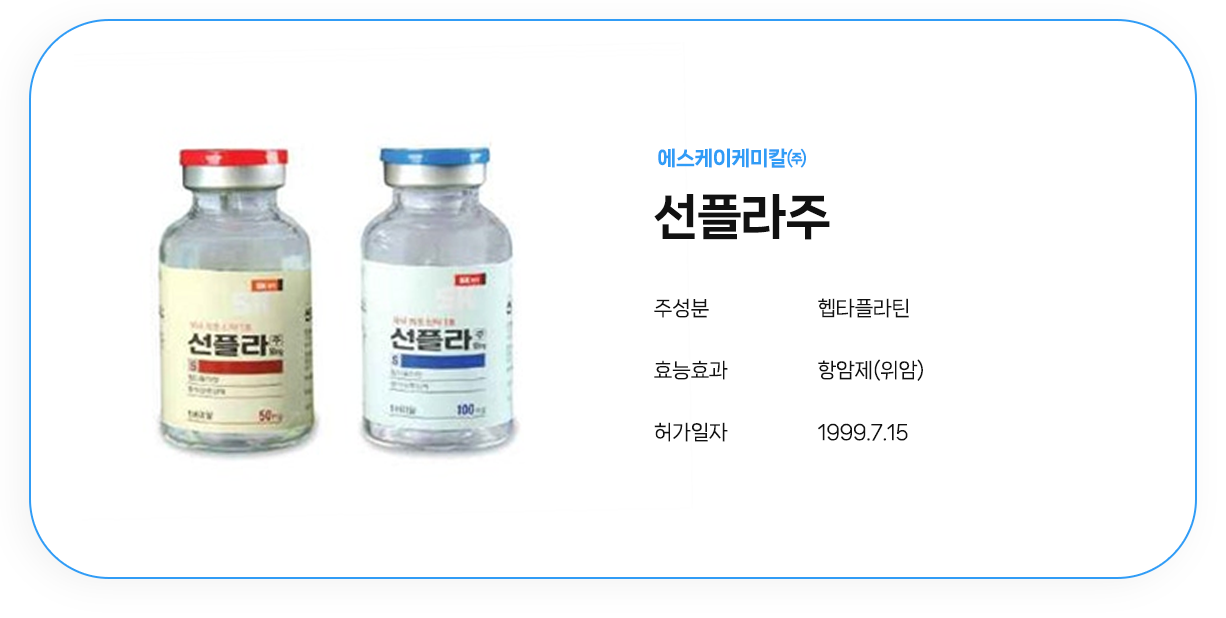 에스케이케미칼㈜
선플라주
주성분 헵타플라틴
효능효과 항암제(위암)
허가일자 1999.7.15
선플라 주
50mg
선플라 주
100mg